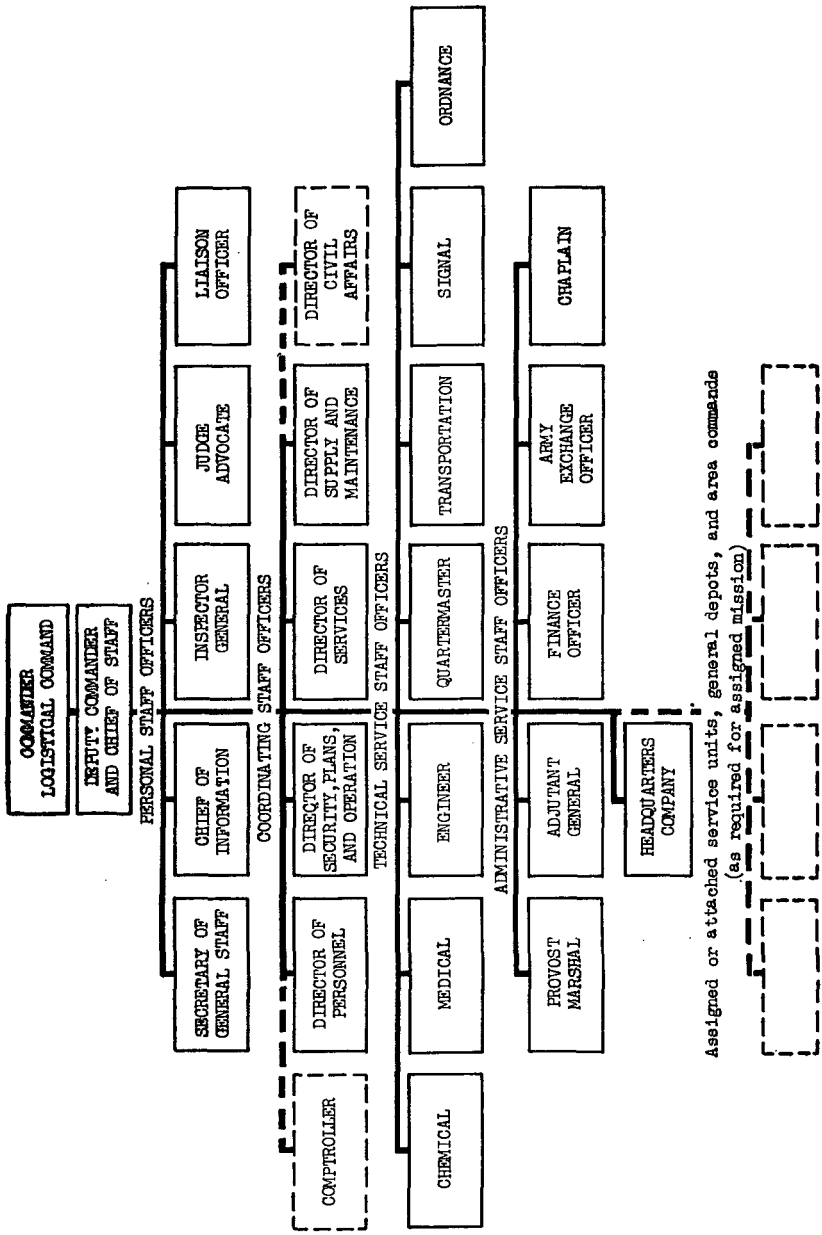 COMMANDER
LOGISTICAL COMMAND
DEPUTY COMMANDER
AND CHIEF OF STAFF
PERSONAL STAFF OFFICERS
SECRETARY OF
GENERAL STAFF
CHIEF OF
INFORMATION
INSPECTOR
GENERAL
JUDGE
ADVOCATE
LIAISON
OFFICER
COORDINATING STAFF OFFICERS
COMPTROLLER
DIRECTOR OF
PERSONNEL
DIRECTOR OF
SECURITY, PLANS,
AND OPERATION
DIRECTOR OF
SERVICES
DIRECTOR OF
SUPPLY AND
MAINTENANCE
DIRECTOR OF
CIVIL
AFFAIRS
TECHNICAL SERVICE STAFF OFFICERS
CHEMICAL
MEDICAL
ENGINEER
QUARTERMASTER
TRANSPORTATION
SIGNAL
ORDNANCE
ADMINISTRATIVE SERVICE STAFF OFFICERS
PROVOST
MARSHAL
ADJUTANT
GENERAL
FINANCE
OFFICER
ARMY
EXCHANGE
OFFICER
CHAPLAIN
HEADQUARTERS
COMPANY
Assigned or attached service units, general depots, and area commands
(as required for assigned mission)